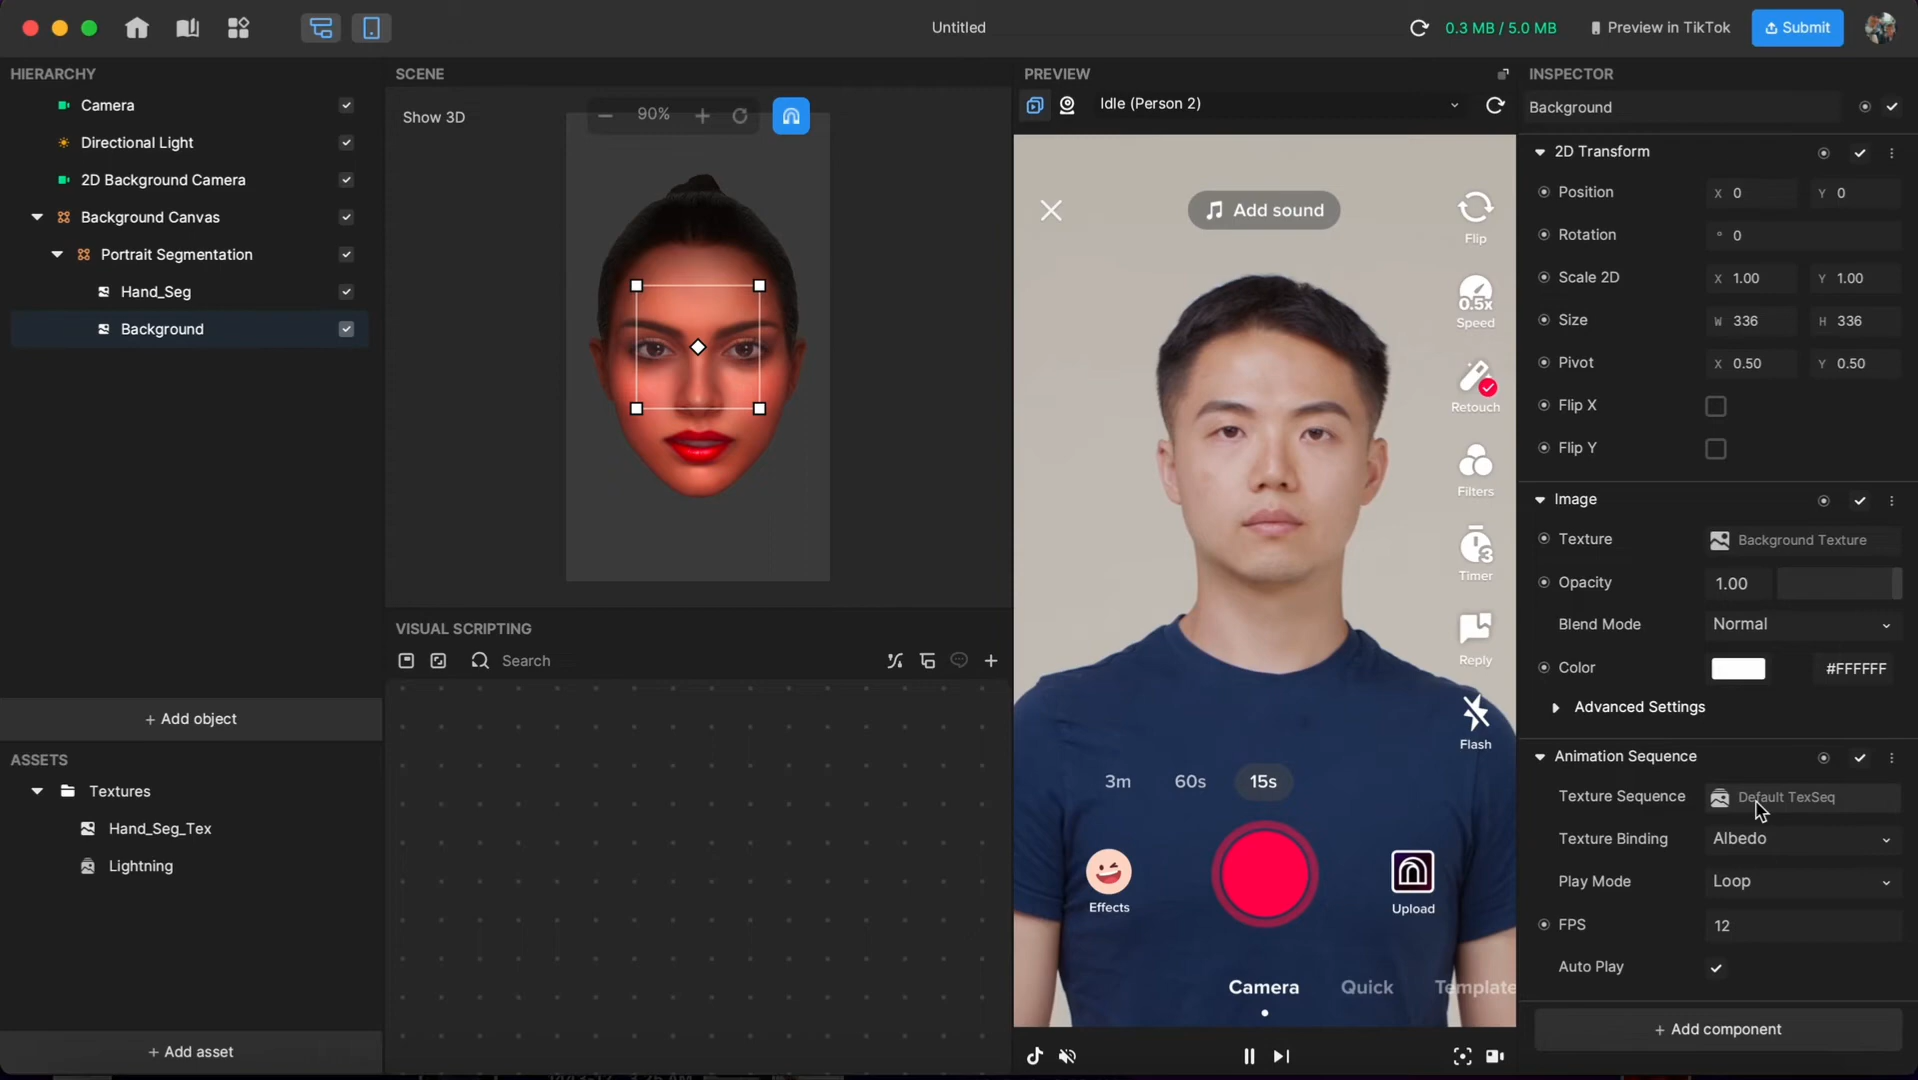 Untitled
0.3 MB / 5.0 MB
Preview in TikTok
Submit
HIERARCHY
Camera
Directional Light
2D Background Camera
Background Canvas
Portrait Segmentation
Hand_Seg
Background
+ Add object
ASSETS
Textures
Hand_Seg_Tex
Lightning
+ Add asset
SCENE
Show 3D
90%
VISUAL SCRIPTING
Search
PREVIEW
Idle (Person 2)
Add sound
Flip
0.5x
Speed
Retouch
Filters
3
Timer
Reply
Flash
3m 60s 15s
Effects
Upload
Camera Quick Template
INSPECTOR
Background
2D Transform
Position X 0 Y 0
Rotation ° 0
Scale 2D X 1.00 Y 1.00
Size W 336 H 336
Pivot X 0.50 Y 0.50
Flip X
Flip Y
Image
Texture Background Texture
Opacity 1.00
Blend Mode Normal
Color #FFFFFF
Advanced Settings
Animation Sequence
Texture Sequence Default TexSeq
Texture Binding Albedo
Play Mode Loop
FPS 12
Auto Play
+ Add component